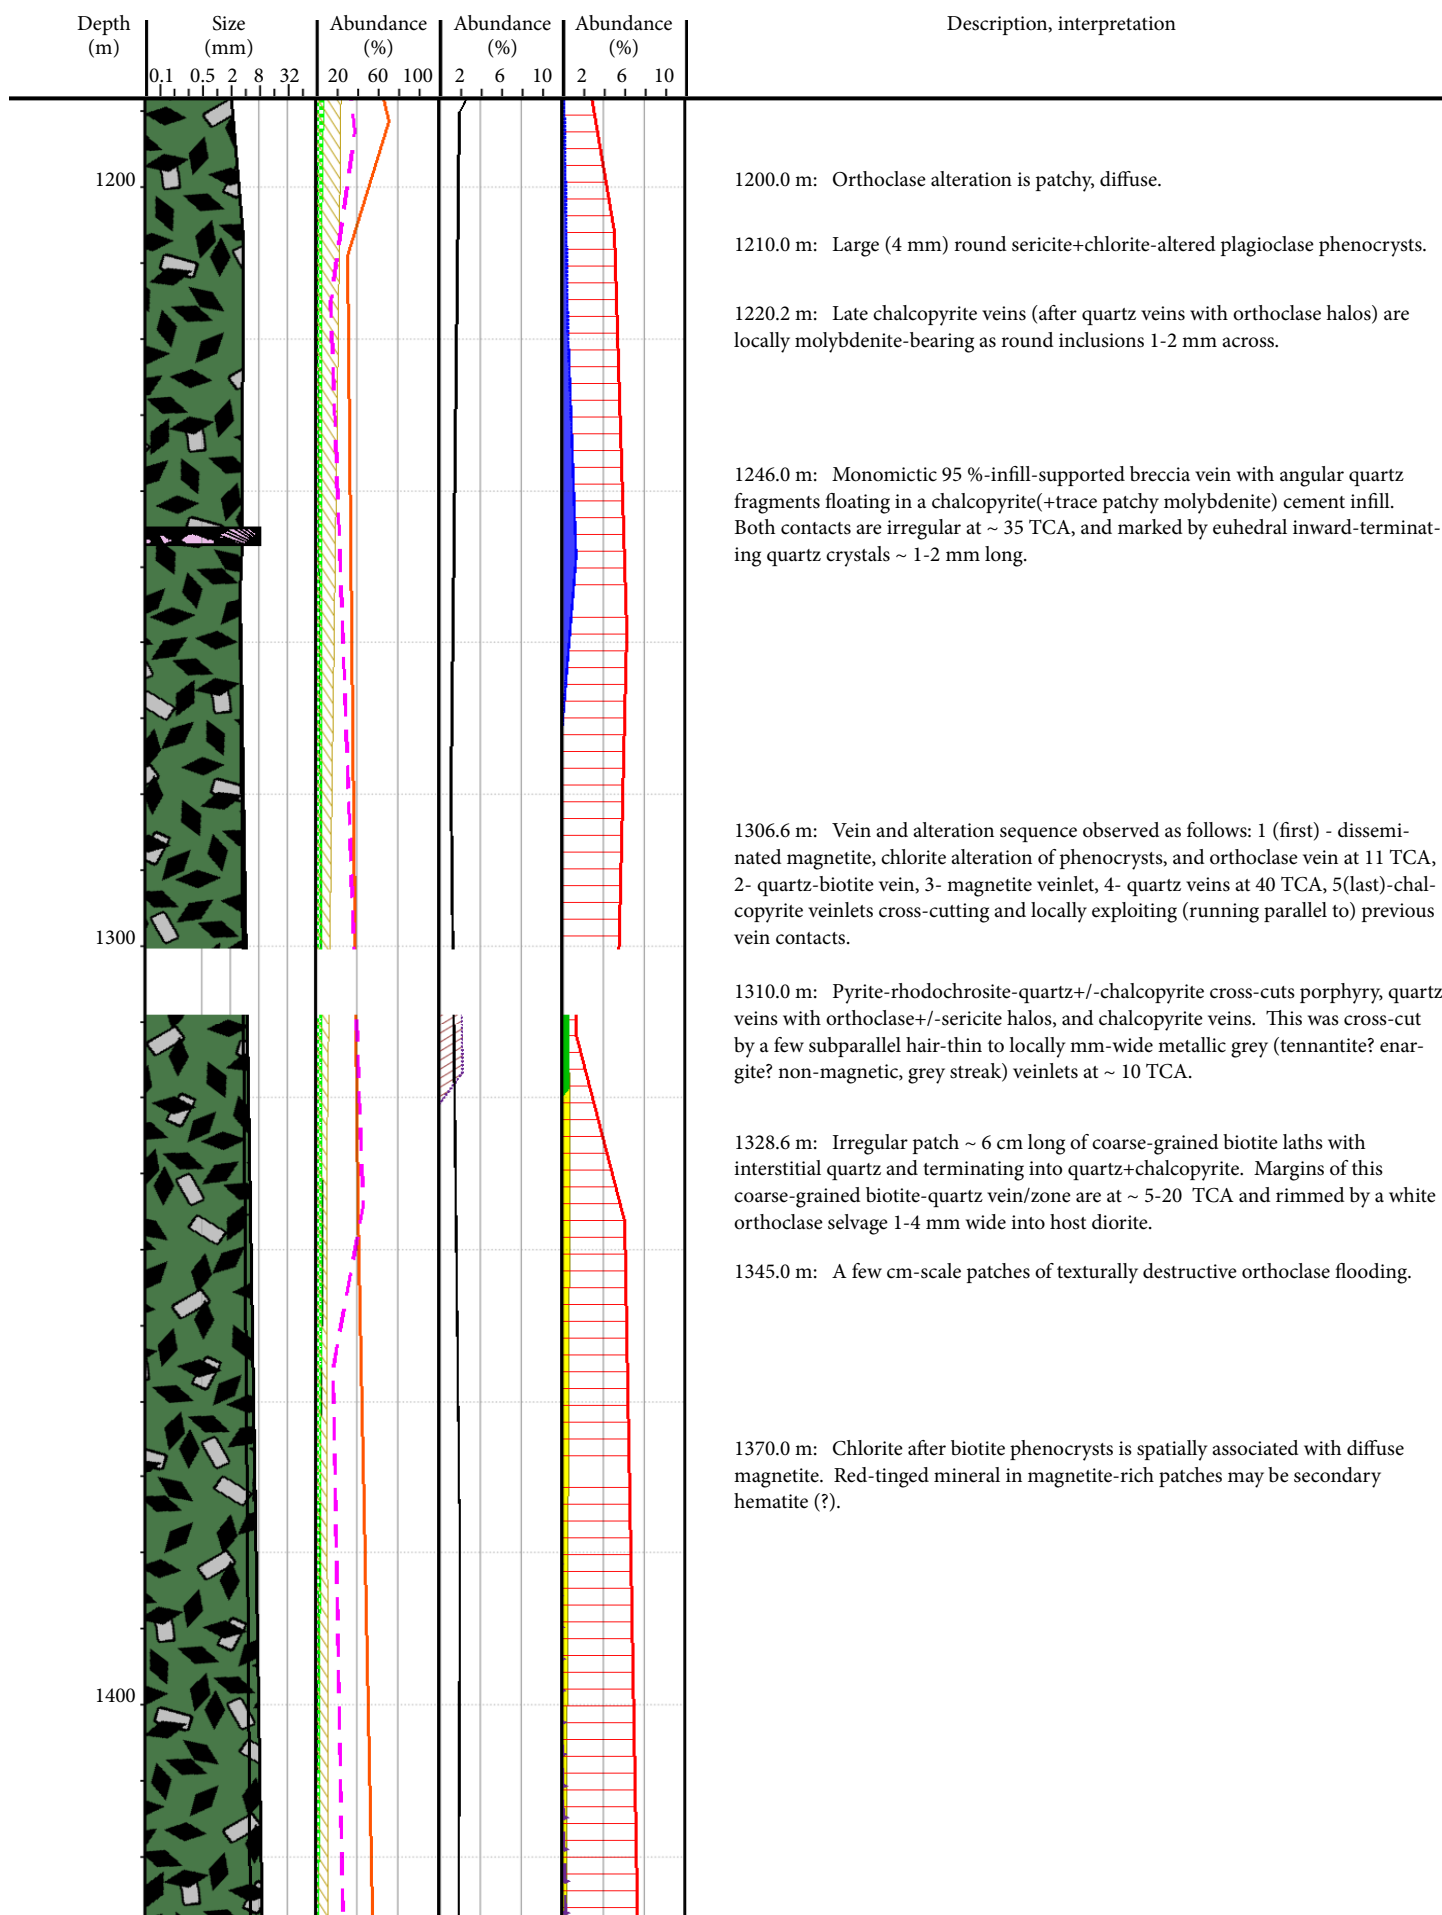 Depth Size Abundance Abundance Abundance Description, interpretation
(m) (mm) (%) (%) (%)
0.1 0.5 2 8 32 20 60 100 2 6 10 2 6 10
1200
1200.0 m: Orthoclase alteration is patchy, diffuse.
1210.0 m: Large (4 mm) round sericite+chlorite-altered plagioclase phenocrysts.
1220.2 m: Late chalcopyrite veins (after quartz veins with orthoclase halos) are
locally molybdenite-bearing as round inclusions 1-2 mm across.
1246.0 m: Monomictic 95 %-infill-supported breccia vein with angular quartz
fragments floating in a chalcopyrite(+trace patchy molybdenite) cement infill.
Both contacts are irregular at ~ 35 TCA, and marked by euhedral inward-terminat-
ing quartz crystals ~ 1-2 mm long.
1306.6 m: Vein and alteration sequence observed as follows: 1 (first) - dissemi-
nated magnetite, chlorite alteration of phenocrysts, and orthoclase vein at 11 TCA,
2- quartz-biotite vein, 3- magnetite veinlet, 4- quartz veins at 40 TCA, 5(last)-chal-
copyrite veinlets cross-cutting and locally exploiting (running parallel to) previous
vein contacts.
1300
1310.0 m: Pyrite-rhodochrosite-quartz+/-chalcopyrite cross-cuts porphyry, quartz
veins with orthoclase+/-sericite halos, and chalcopyrite veins. This was cross-cut
by a few subparallel hair-thin to locally mm-wide metallic grey (tennantite? enar-
gite? non-magnetic, grey streak) veinlets at ~ 10 TCA.
1328.6 m: Irregular patch ~ 6 cm long of coarse-grained biotite laths with
interstitial quartz and terminating into quartz+chalcopyrite. Margins of this
coarse-grained biotite-quartz vein/zone are at ~ 5-20 TCA and rimmed by a white
orthoclase selvage 1-4 mm wide into host diorite.
1345.0 m: A few cm-scale patches of texturally destructive orthoclase flooding.
1370.0 m: Chlorite after biotite phenocrysts is spatially associated with diffuse
magnetite. Red-tinged mineral in magnetite-rich patches may be secondary
hematite (?).
1400